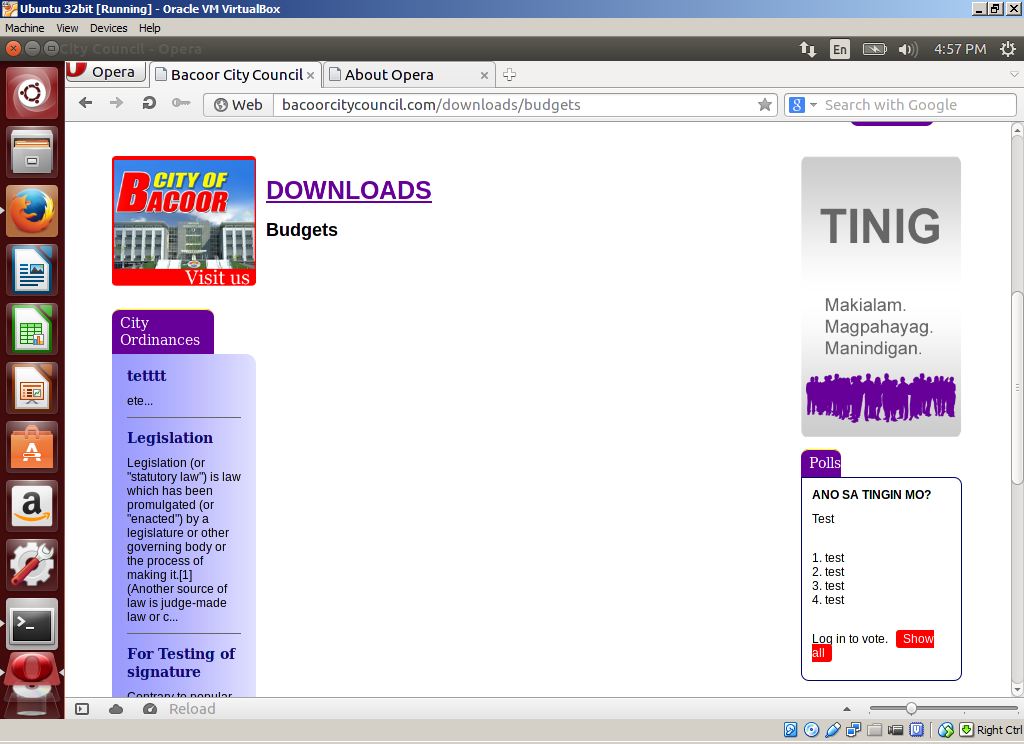 Ubuntu 32bit [Running] - Oracle VM VirtualBox
Machine View Devices Help
City Council - Opera
En
4:57 PM
Opera
Bacoor City Council
About Opera
Web
bacoorcitycouncil.com/downloads/budgets
8
Search with Google
CITY OF
BACOOR
Visit us
DOWNLOADS
Budgets
City
Ordinances
tetttt
ete...
Legislation
Legislation (or
"statutory law") is law
which has been
promulgated (or
"enacted") by a
legislature or other
governing body or
the process of
making it.[1]
(Another source of
law is judge-made
law or c...
For Testing of
signature
Contrary to popular
TINIG
Makialam.
Magpahayag.
Manindigan.
Polls
ANO SA TINGIN MO?
Test
1. test
2. test
3. test
4. test
Log in to vote. Show
all
Reload
Right Ctrl